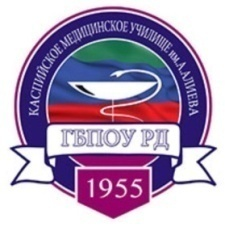 КАСПИЙСКОЕ МЕДИЦИНСКОЕ УЧИЛИЩЕ им.А.АЛИЕВА
ГБПОУ РД
1955